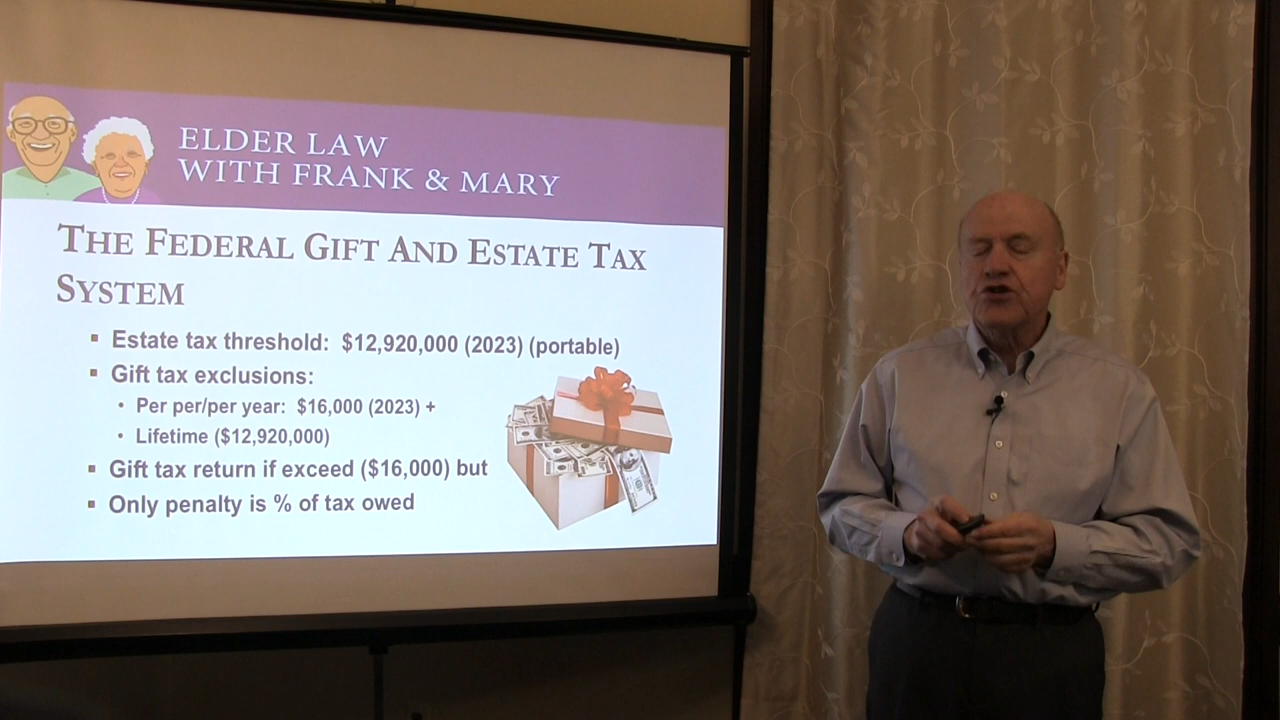 ELDER LAW
WITH FRANK & MARY
THE FEDERAL GIFT AND ESTATE TAX
SYSTEM
▪ Estate tax threshold: $12,920,000 (2023) (portable)
▪ Gift tax exclusions:
• Per per/per year: $16,000 (2023) +
• Lifetime ($12,920,000)
▪ Gift tax return if exceed ($16,000) but
▪ Only penalty is % of tax owed